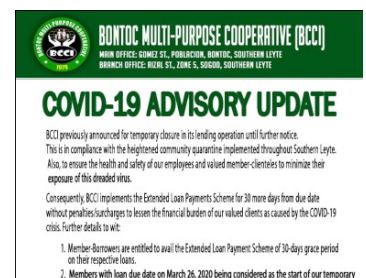 BONTOC MULTI-PURPOSE COOPERATIVE (BCCI)
MAIN OFFICE: GOMEZ ST., POBLACION, BONTOC, SOUTHERN LEYTE
BRANCH OFFICE: RIZAL ST., ZONE 5, SOGOD, SOUTHERN LEYTE
BONTOC MULTI-PURPOSE COOPERATIVE
BCCI
1970
COVID-19 ADVISORY UPDATE
BCCI previously announced for temporary closure in its lending operation until further notice.
This is in compliance with the heightened community quarantine implemented throughout Southern Leyte.
Also, to ensure the health and safety of our employees and valued member-clienteles to minimize their
exposure of this dreaded virus.
Consequently, BCCI implements the Extended Loan Payments Scheme for 30 more days from due date
without penalties/surcharges to lessen the financial burden of our valued clients as caused by the COVID-19
crisis. Further details to wit:
1. Member-Borrowers are entitled to avail the Extended Loan Payment Scheme of 30-days grace period
on their respective loans.
2. Members with loan due date on March 26, 2020 being considered as the start of our temporary